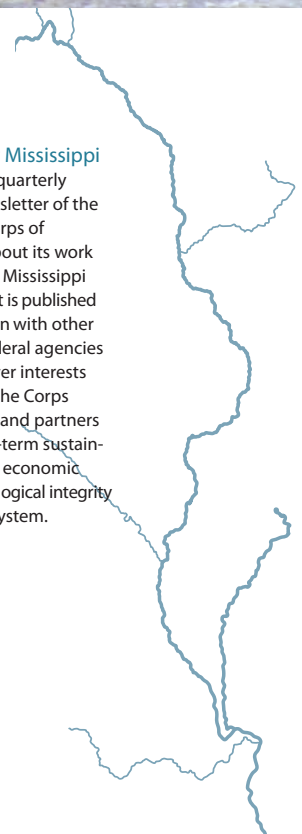 Mississippi
quarterly
sletter of the
rps of
out its work
Mississippi
t is published
n with other
deral agencies
er interests
he Corps
and partners
-term sustain-
economic
logical integrity
ystem.